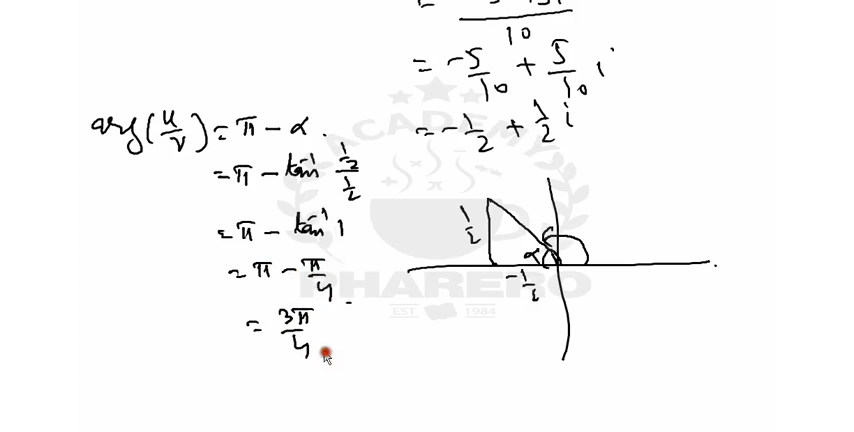 10
= -5/10 + 5/10 i
arg(u/v) = π - α.
= -1/2 + 1/2 i
= π - tan⁻¹ 1/2 / 1/2
= π - tan⁻¹ 1
= π - π/4
= 3π/4
1/2
α
-1/2
ACADEMY
PHARERO
EST 1984